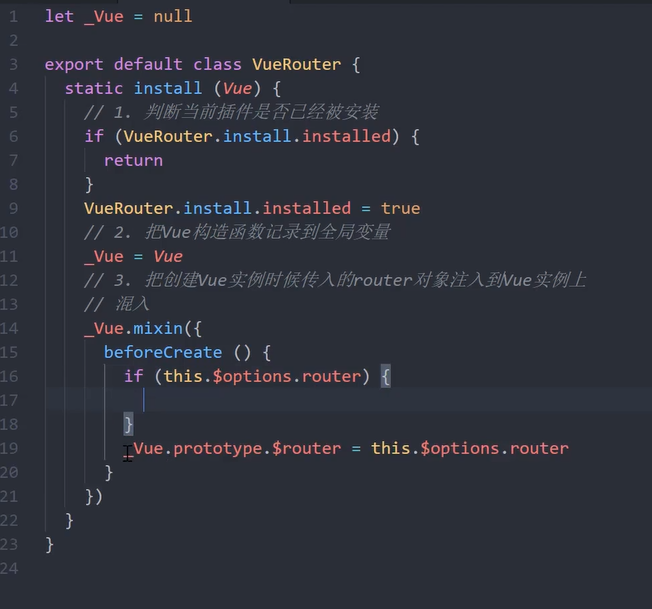 1 let _Vue = null
2
3 export default class VueRouter {
4 static install (Vue) {
5 // 1. 判断当前插件是否已经被安装
6 if (VueRouter.install.installed) {
7 return
8 }
9 VueRouter.install.installed = true
10 // 2. 把Vue构造函数记录到全局变量
11 _Vue = Vue
12 // 3. 把创建Vue实例时候传入的router对象注入到Vue实例上
13 // 混入
14 _Vue.mixin({
15 beforeCreate () {
16 if (this.$options.router) {
17
18 }
19 _Vue.prototype.$router = this.$options.router
20 }
21 })
22 }
23 }
24